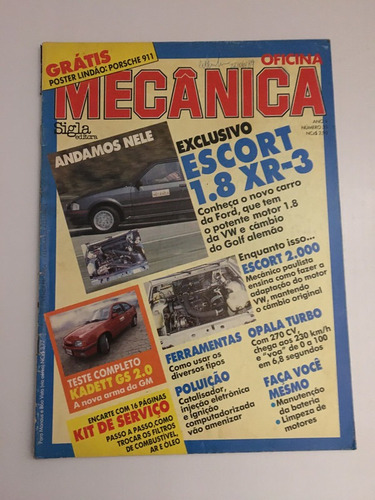 GRÁTIS
POSTER LINDÃO: PORSCHE 911
OFICINA
MECÂNICA
Sigla
editora
ANDAMOS NELE
EXCLUSIVO
ESCORT
1.8 XR-3
Conheça o novo carro
da Ford, que tem
o potente motor 1.8
da VW e câmbio
do Golf alemão
Enquanto isso...
ESCORT 2.000
Mecânico paulista
ensina como fazer a
adaptação do motor
VW, mantendo
o câmbio original
TESTE COMPLETO
KADETT GS 2.0
A nova arma da GM
FERRAMENTAS
Como usar os
diversos tipos
POLUIÇÃO
Catalisador,
injeção eletrônica
e ignição
computadorizada
vão amenizar
OPALA TURBO
Com 270 CV,
chega aos 230 km/h
e "voa" de 0 a 100
em 6,8 segundos
FAÇA VOCÊ
MESMO
• Manutenção
da bateria
• Limpeza de
motores
ENCARTE COM 16 PÁGINAS
KIT DE SERVIÇO
PASSO A PASSO, COMO
TROCAR OS FILTROS
DE COMBUSTÍVEL,
AR E ÓLEO